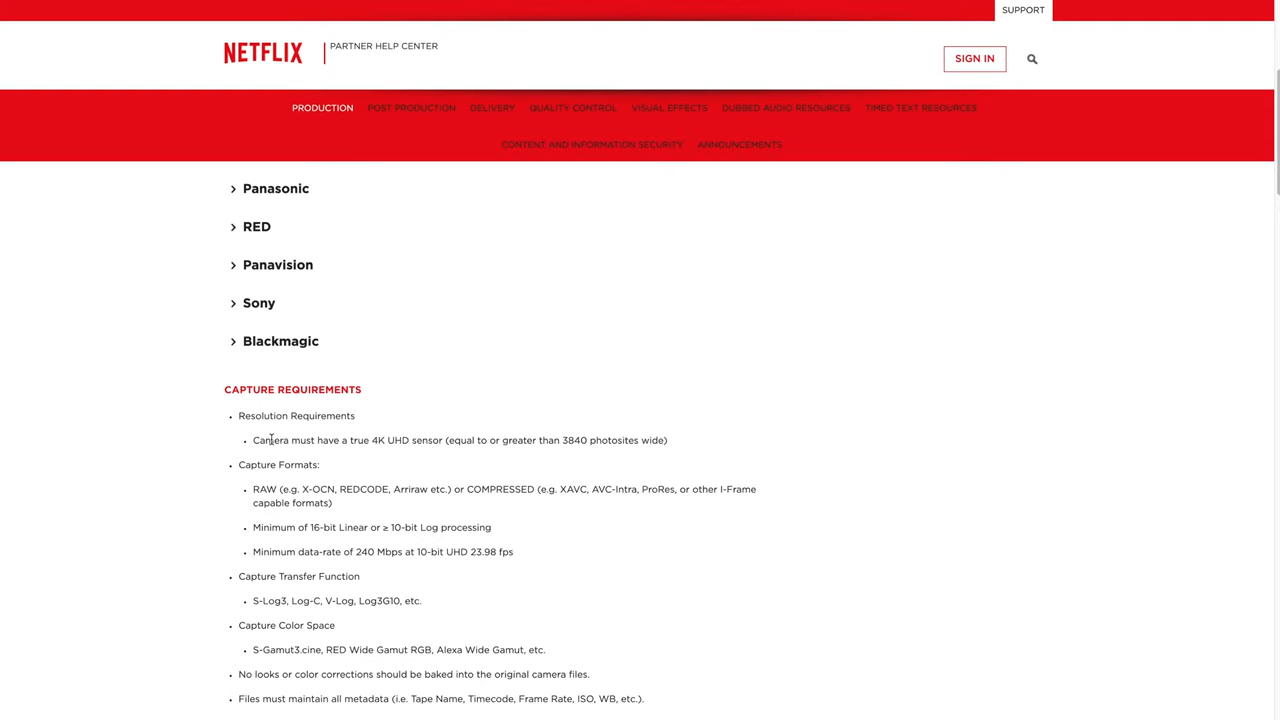 SUPPORT
NETFLIX
PARTNER HELP CENTER
SIGN IN
PRODUCTION POST PRODUCTION DELIVERY QUALITY CONTROL VISUAL EFFECTS DUBBED AUDIO RESOURCES TIMED TEXT RESOURCES
CONTENT AND INFORMATION SECURITY ANNOUNCEMENTS
Panasonic
RED
Panavision
Sony
Blackmagic
CAPTURE REQUIREMENTS
• Resolution Requirements
• Camera must have a true 4K UHD sensor (equal to or greater than 3840 photosites wide)
• Capture Formats:
• RAW (e.g. X-OCN, REDCODE, Arriraw etc.) or COMPRESSED (e.g. XAVC, AVC-Intra, ProRes, or other I-Frame
capable formats)
• Minimum of 16-bit Linear or ≥ 10-bit Log processing
• Minimum data-rate of 240 Mbps at 10-bit UHD 23.98 fps
• Capture Transfer Function
• S-Log3, Log-C, V-Log, Log3G10, etc.
• Capture Color Space
• S-Gamut3.cine, RED Wide Gamut RGB, Alexa Wide Gamut, etc.
• No looks or color corrections should be baked into the original camera files.
• Files must maintain all metadata (i.e. Tape Name, Timecode, Frame Rate, ISO, WB, etc.).